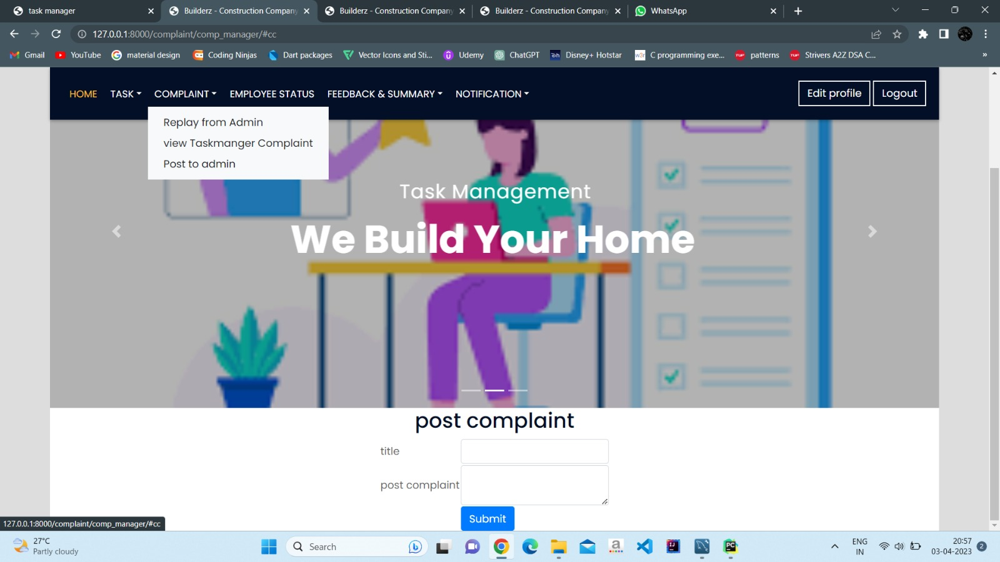 task manager
Builderz - Construction Company
Builderz - Construction Company
Builderz - Construction Company
WhatsApp
127.0.0.1:8000/complaint/comp_manager/#cc
Gmail
YouTube
material design
Coding Ninjas
Dart packages
Vector Icons and Sti...
Udemy
ChatGPT
Disney+ Hotstar
C programming exe...
patterns
Strivers A2Z DSA C...
»
HOME
TASK
COMPLAINT
EMPLOYEE STATUS
FEEDBACK & SUMMARY
NOTIFICATION
Edit profile
Logout
Replay from Admin
view Taskmanger Complaint
Post to admin
Task Management
We Build Your Home
post complaint
title
post complaint
Submit
127.0.0.1:8000/complaint/comp_manager/#cc
27°C
Partly cloudy
Search
ENG
IN
20:57
03-04-2023
2